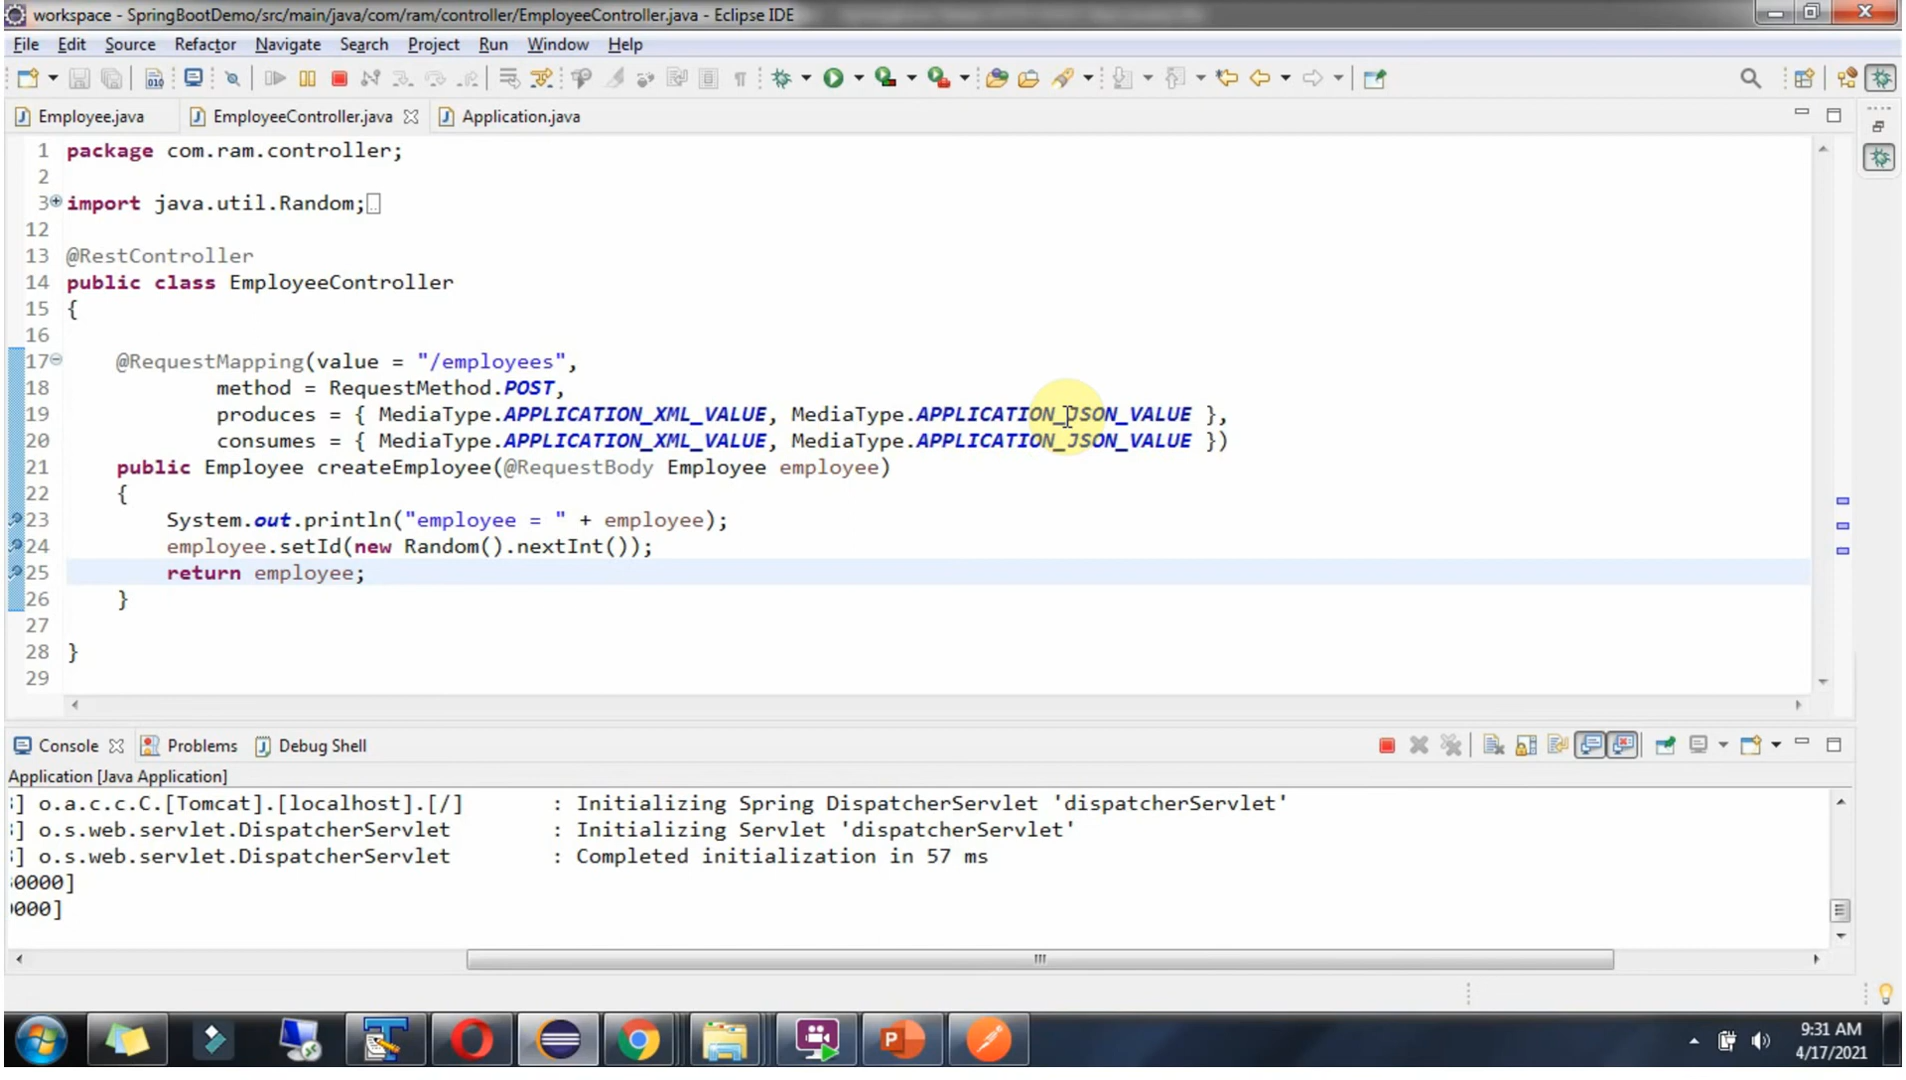 workspace - SpringBootDemo/src/main/java/com/ram/controller/EmployeeController.java - Eclipse IDE
File Edit Source Refactor Navigate Search Project Run Window Help
Employee.java EmployeeController.java Application.java
1 package com.ram.controller;
2
3 import java.util.Random;
12
13 @RestController
14 public class EmployeeController
15 {
16
17 @RequestMapping(value = "/employees",
18 method = RequestMethod.POST,
19 produces = { MediaType.APPLICATION_XML_VALUE, MediaType.APPLICATION_JSON_VALUE },
20 consumes = { MediaType.APPLICATION_XML_VALUE, MediaType.APPLICATION_JSON_VALUE })
21 public Employee createEmployee(@RequestBody Employee employee)
22 {
23 System.out.println("employee = " + employee);
24 employee.setId(new Random().nextInt());
25 return employee;
26 }
27
28 }
29
Console Problems Debug Shell
Application [Java Application]
] o.a.c.c.C.[Tomcat].[localhost].[/] : Initializing Spring DispatcherServlet 'dispatcherServlet'
] o.s.web.servlet.DispatcherServlet : Initializing Servlet 'dispatcherServlet'
] o.s.web.servlet.DispatcherServlet : Completed initialization in 57 ms
0000]
000]
9:31 AM
4/17/2021